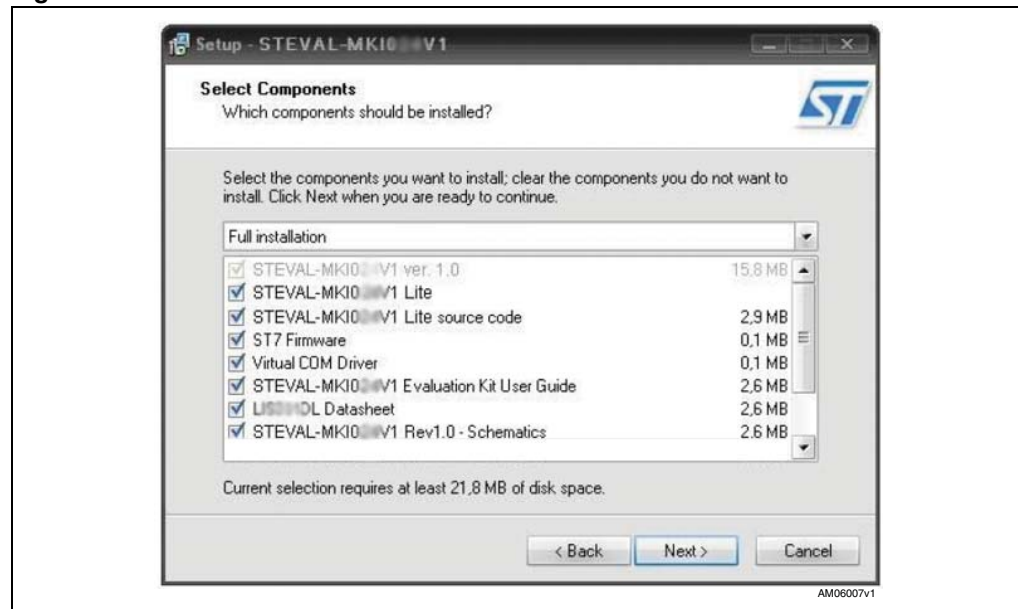 Setup - STEVAL-MKI0 V1
Select Components
Which components should be installed?
ST
Select the components you want to install; clear the components you do not want to
install. Click Next when you are ready to continue.
Full installation
STEVAL-MKI0 V1 ver. 1.0 15,8 MB
STEVAL-MKI0 V1 Lite
STEVAL-MKI0 V1 Lite source code 2,9 MB
ST7 Firmware 0,1 MB
Virtual COM Driver 0,1 MB
STEVAL-MKI0 V1 Evaluation Kit User Guide 2,6 MB
Datasheet 2,6 MB
STEVAL-MKI0 V1 Rev1.0 - Schematics 2.6 MB
Current selection requires at least 21,8 MB of disk space.
< Back Next > Cancel
AM06007v1